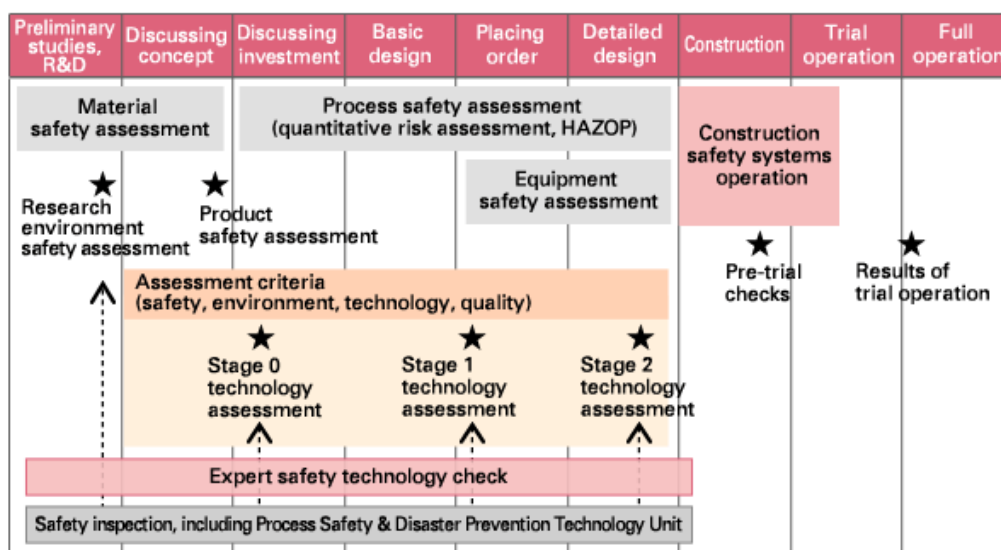 Preliminary
studies,
R&D
Discussing
concept
Discussing
investment
Basic
design
Placing
order
Detailed
design
Construction
Trial
operation
Full
operation
Material
safety assessment
Process safety assessment
(quantitative risk assessment, HAZOP)
Construction
safety systems
operation
Equipment
safety assessment
Research
environment
safety assessment
Product
safety assessment
Pre-trial
checks
Results of
trial operation
Assessment criteria
(safety, environment, technology, quality)
Stage 0
technology
assessment
Stage 1
technology
assessment
Stage 2
technology
assessment
Expert safety technology check
Safety inspection, including Process Safety & Disaster Prevention Technology Unit